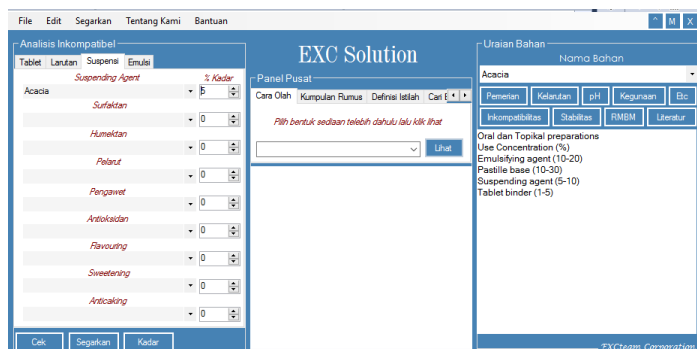 File Edit Segarkan Tentang Kami Bantuan
^ M X
Analisis Inkompatibel
Tablet Larutan Suspensi Emulsi
Suspending Agent % Kadar
Acacia 5
Surfaktan
0
Humektan
0
Pelarut
0
Pengawet
0
Antioksidan
0
Flavouring
0
Sweetening
0
Anticaking
0
Cek Segarkan Kadar
EXC Solution
Panel Pusat
Cara Olah Kumpulan Rumus Definisi Istilah Cari
Pilih bentuk sediaan telebih dahulu lalu klik lihat
Lihat
Uraian Bahan
Nama Bahan
Acacia
Pemerian Kelarutan pH Kegunaan Etc
Inkompatibilitas Stabilitas RMBM Literatur
Oral dan Topikal preparations
Use Concentration (%)
Emulsifying agent (10-20)
Pastille base (10-30)
Suspending agent (5-10)
Tablet binder (1-5)
EXCteam Corporation